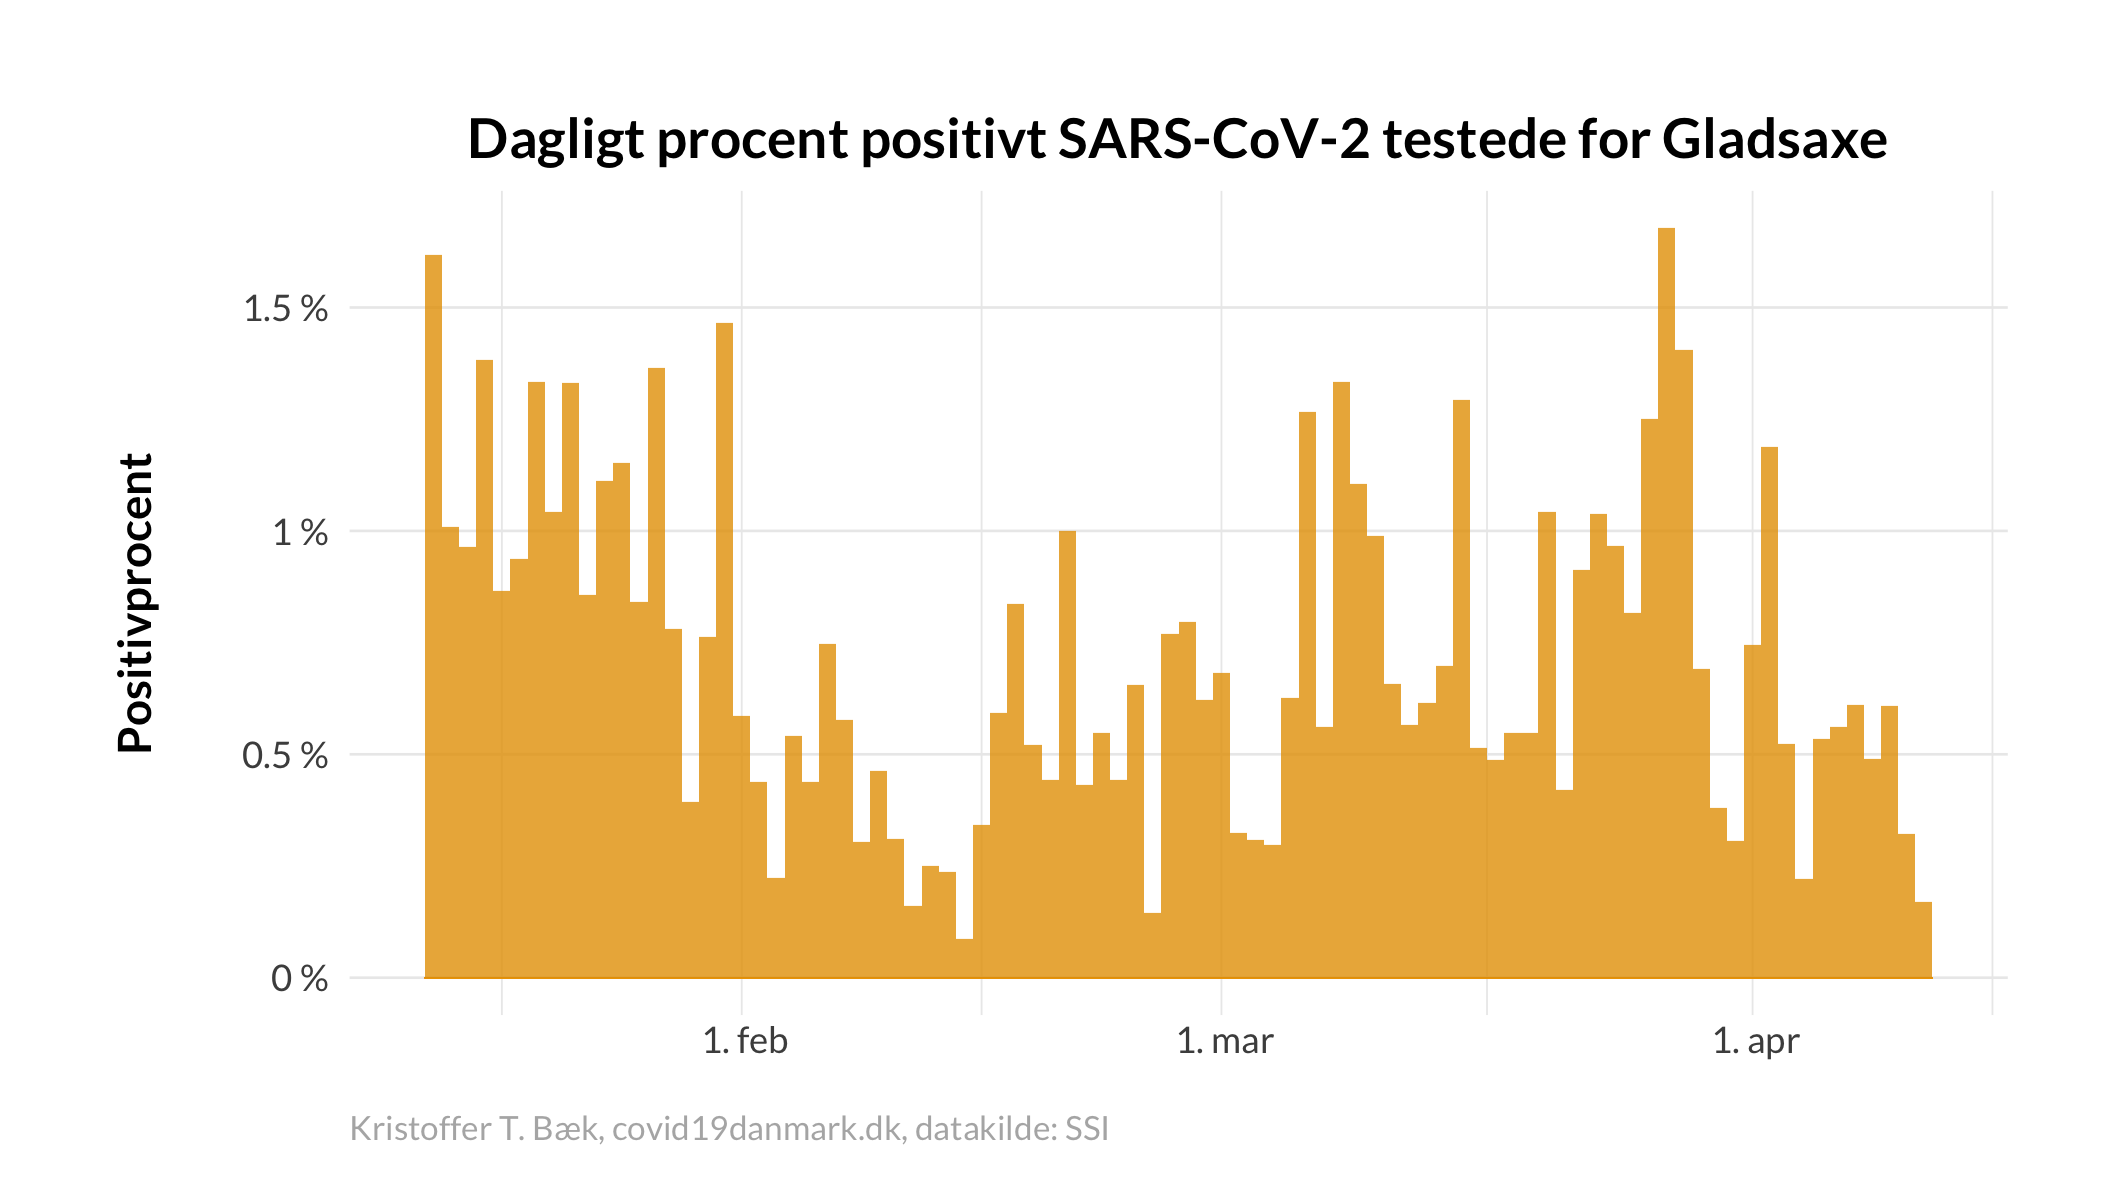 Dagligt procent positivt SARS-CoV-2 testede for Gladsaxe
Positivprocent
1.5 %
1 %
0.5 %
0 %
1. feb
1. mar
1. apr
Kristoffer T. Bæk, covid19danmark.dk, datakilde: SSI